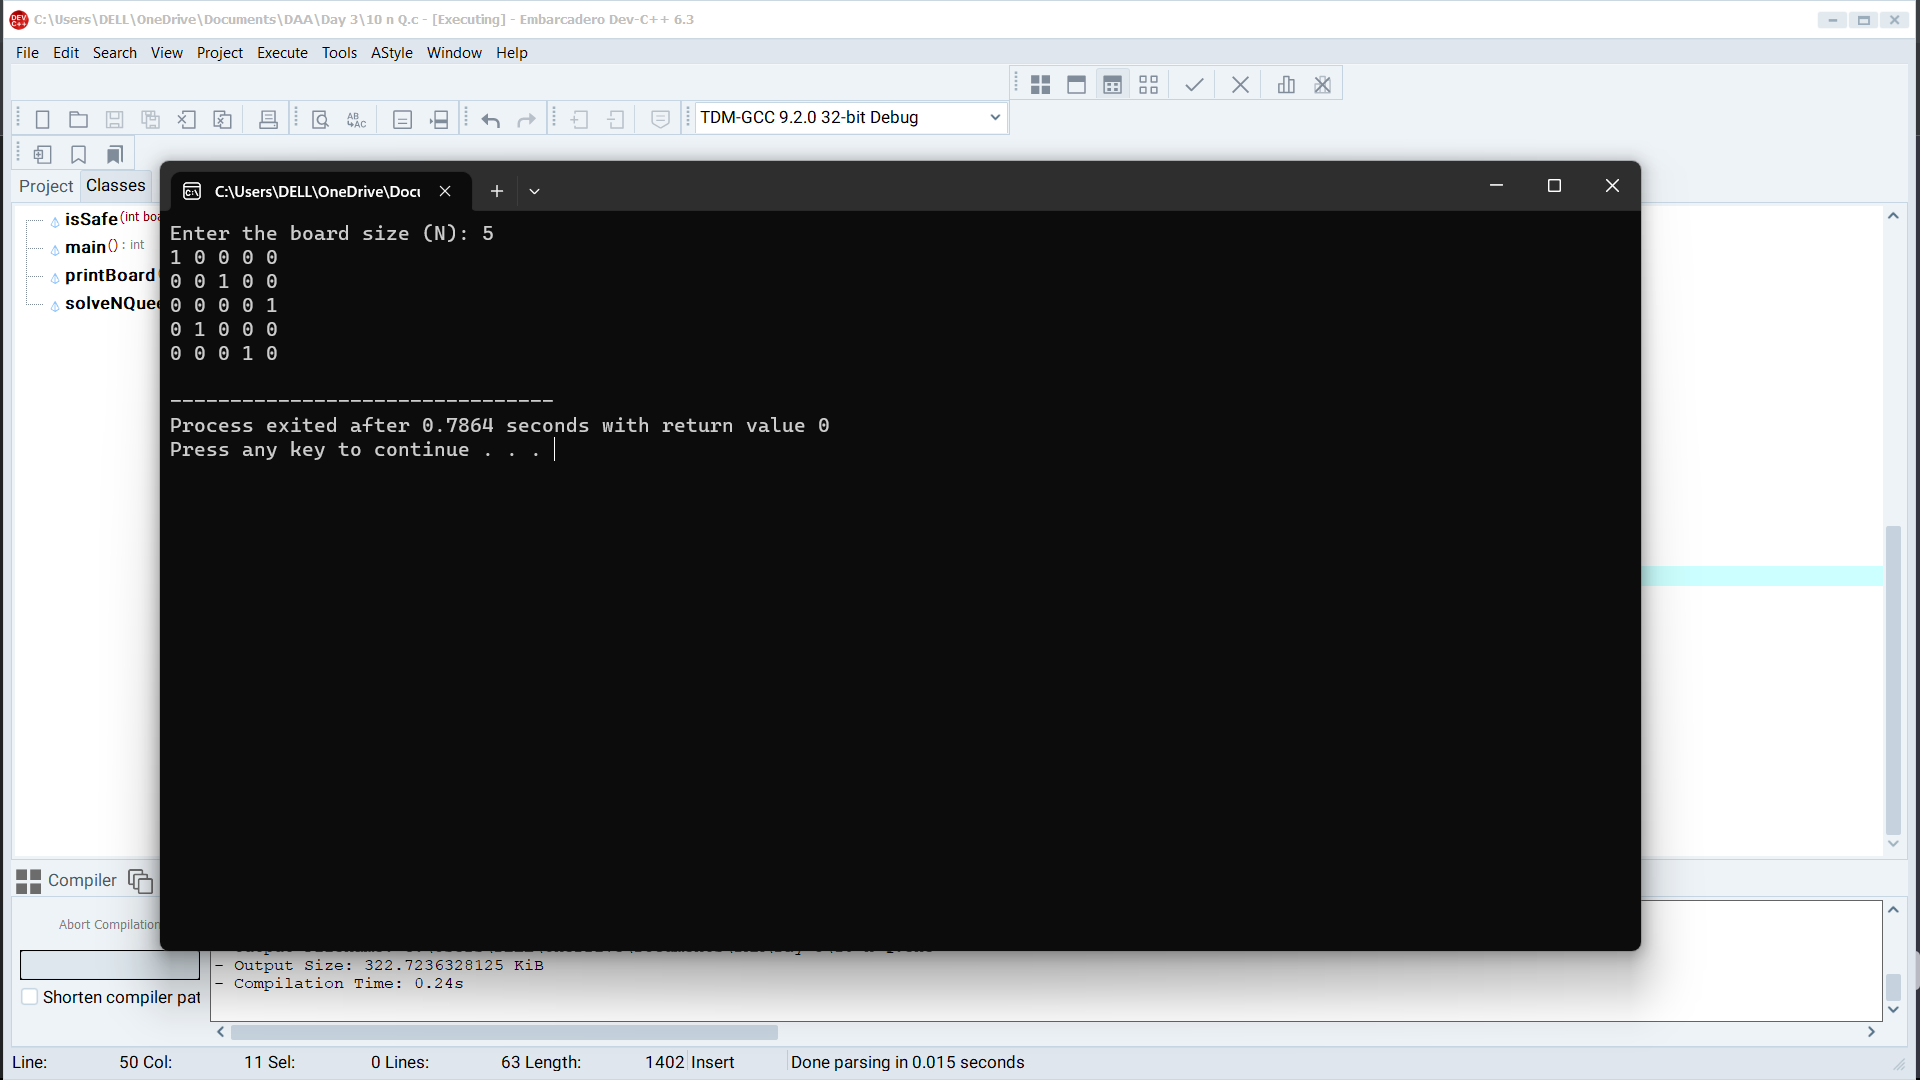 C:\Users\DELL\OneDrive\Documents\DAA\Day 3\10 n Q.c - [Executing] - Embarcadero Dev-C++ 6.3
File Edit Search View Project Execute Tools AStyle Window Help
TDM-GCC 9.2.0 32-bit Debug
Project Classes
C:\Users\DELL\OneDrive\Docu
isSafe (int boa
main () : int
printBoard
solveNQuee
Enter the board size (N): 5
1 0 0 0 0
0 0 1 0 0
0 0 0 0 1
0 1 0 0 0
0 0 0 1 0
--------------------------------
Process exited after 0.7864 seconds with return value 0
Press any key to continue . . .
Compiler
Abort Compilation
- Output Size: 322.7236328125 KiB
- Compilation Time: 0.24s
Shorten compiler pat
Line: 50 Col: 11 Sel: 0 Lines: 63 Length: 1402 Insert Done parsing in 0.015 seconds